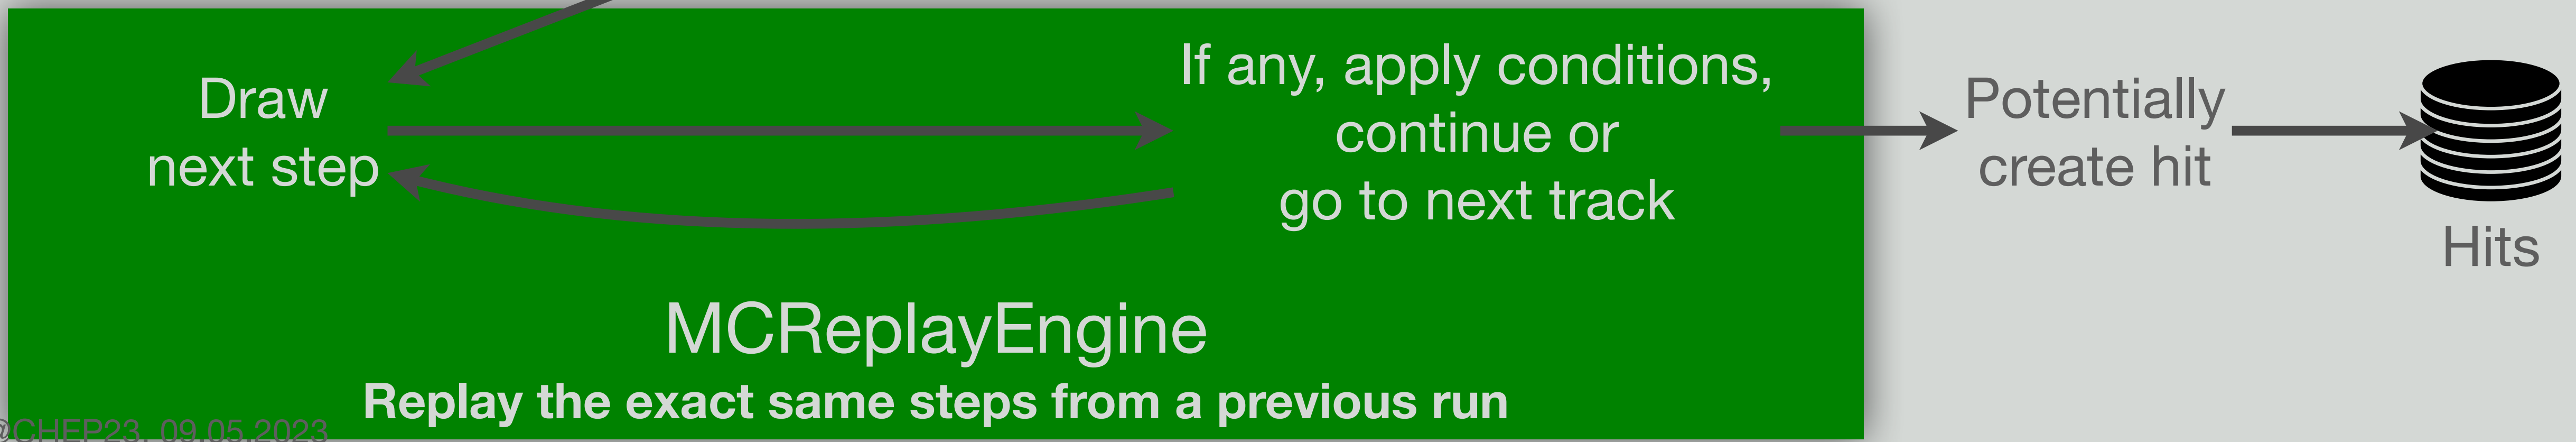 Draw
next step
If any, apply conditions,
continue or
go to next track
Potentially
create hit
Hits
MCReplayEngine
Replay the exact same steps from a previous run
@CHEP23, 09.05.2023